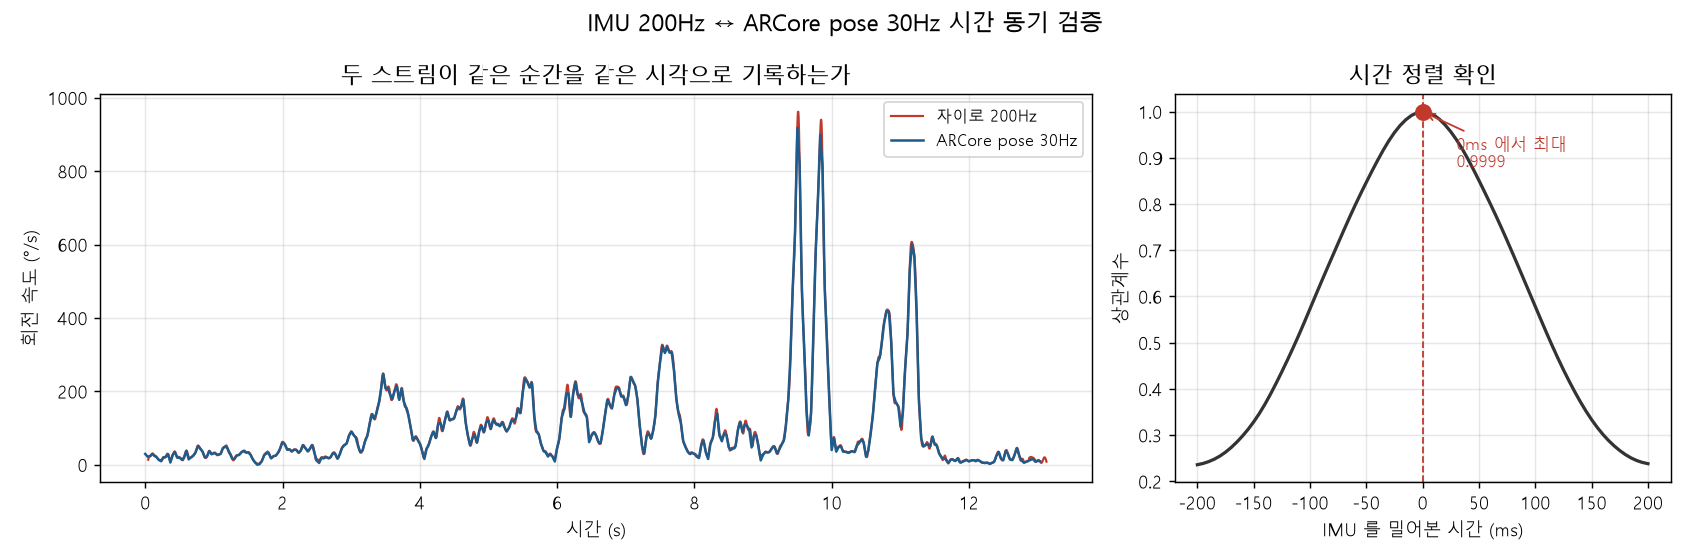 IMU 200Hz ↔ ARCore pose 30Hz 시간 동기 검증
두 스트림이 같은 순간을 같은 시각으로 기록하는가
회전 속도 (°/s)
1000
800
600
400
200
0
자이로 200Hz
ARCore pose 30Hz
0 2 4 6 8 10 12
시간 (s)
시간 정렬 확인
상관계수
1.0
0.9
0.8
0.7
0.6
0.5
0.4
0.3
0.2
0ms 에서 최대
0.9999
-200 -150 -100 -50 0 50 100 150 200
IMU 를 밀어본 시간 (ms)